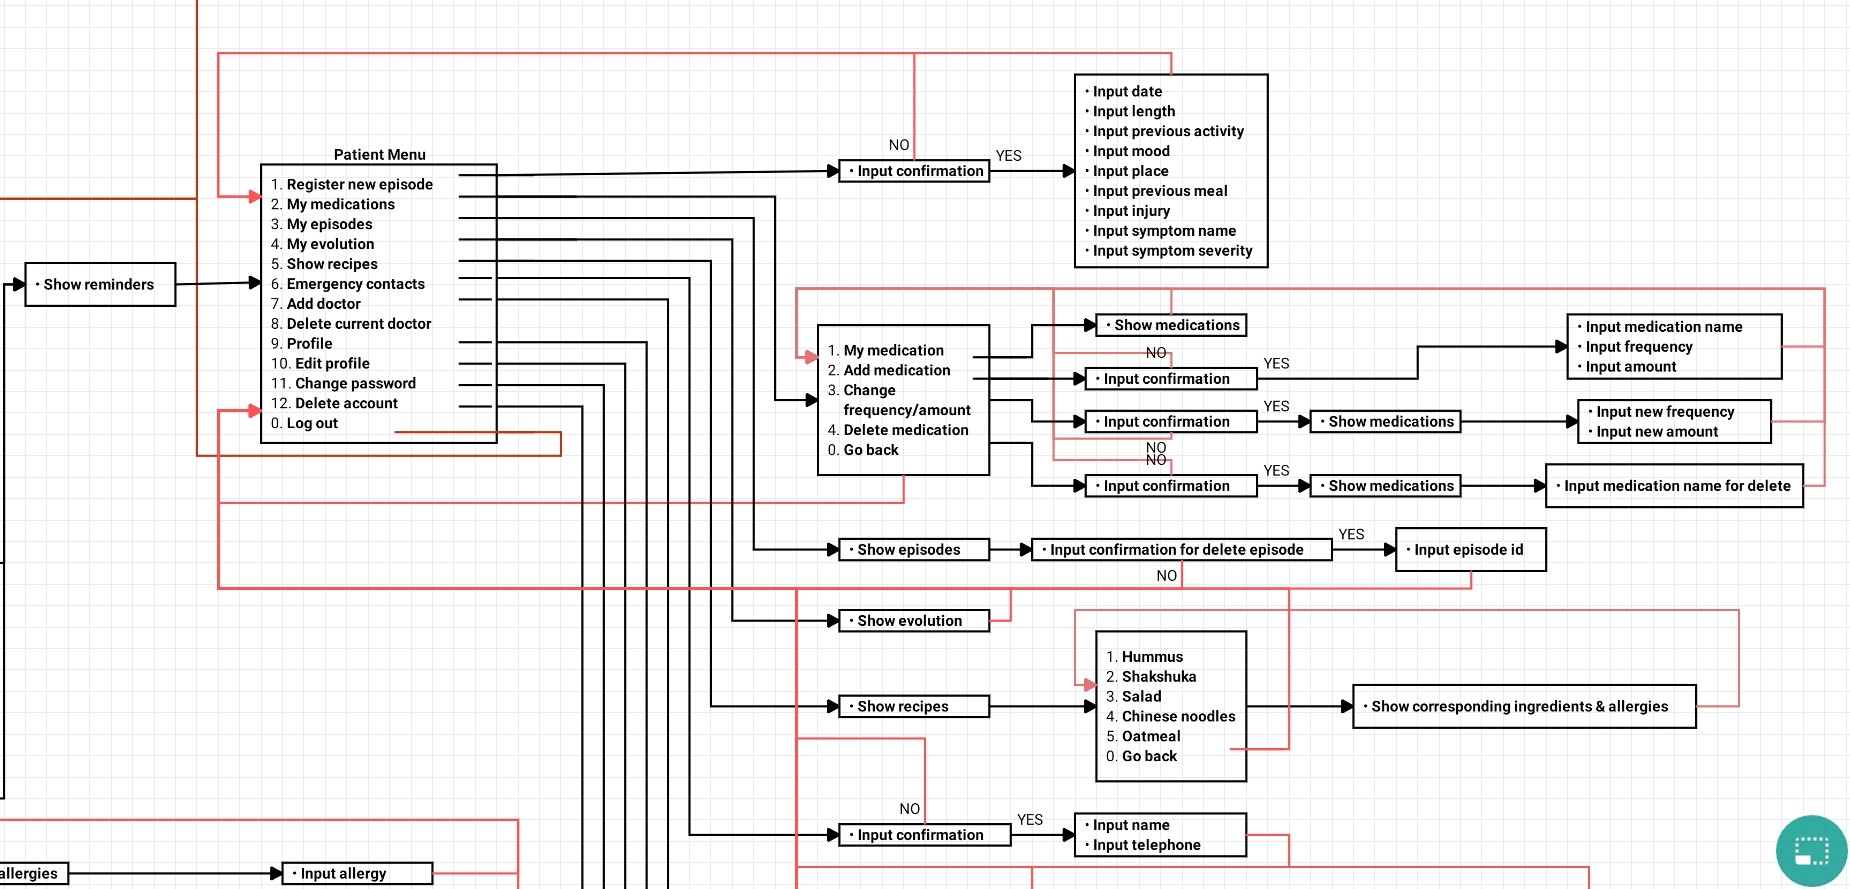 NO
YES
· Input confirmation
· Input date
· Input length
· Input previous activity
· Input mood
· Input place
· Input previous meal
· Input injury
· Input symptom name
· Input symptom severity
Patient Menu
1. Register new episode
2. My medications
3. My episodes
4. My evolution
5. Show recipes
6. Emergency contacts
7. Add doctor
8. Delete current doctor
9. Profile
10. Edit profile
11. Change password
12. Delete account
0. Log out
· Show reminders
1. My medication
2. Add medication
3. Change
frequency/amount
4. Delete medication
0. Go back
· Show medications
NO
· Input confirmation
YES
· Input medication name
· Input frequency
· Input amount
· Input confirmation
YES
· Show medications
· Input new frequency
· Input new amount
NO
NO
· Input confirmation
YES
· Show medications
· Input medication name for delete
· Show episodes
· Input confirmation for delete episode
YES
· Input episode id
NO
· Show evolution
· Show recipes
1. Hummus
2. Shakshuka
3. Salad
4. Chinese noodles
5. Oatmeal
0. Go back
· Show corresponding ingredients & allergies
NO
· Input confirmation
YES
· Input name
· Input telephone
allergies
· Input allergy